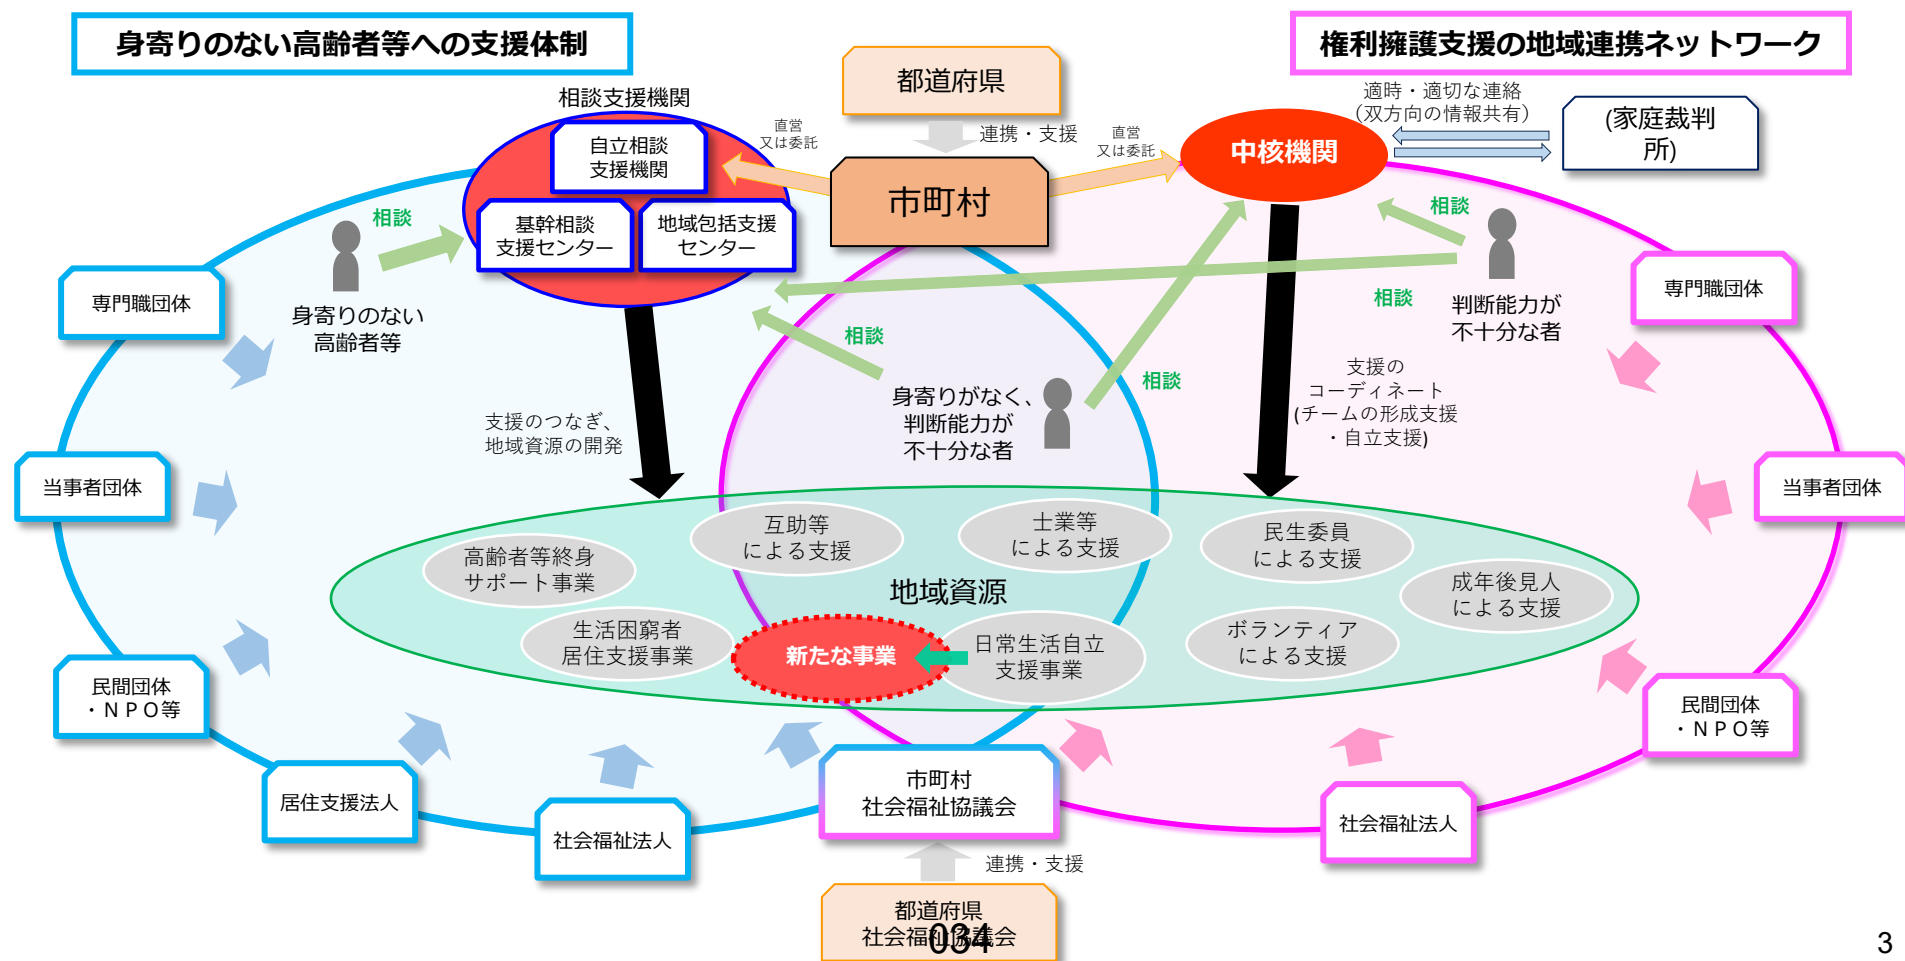 身寄りのない高齢者等への支援体制
権利擁護支援の地域連携ネットワーク
都道府県
連携・支援
市町村
直営
又は委託
直営
又は委託
相談支援機関
自立相談
支援機関
基幹相談
支援センター
地域包括支援
センター
中核機関
適時・適切な連絡
（双方向の情報共有）
(家庭裁判
所)
相談
身寄りのない
高齢者等
相談
相談
判断能力が
不十分な者
相談
相談
身寄りがなく、
判断能力が
不十分な者
支援のつなぎ、
地域資源の開発
支援の
コーディネート
(チームの形成支援
・自立支援)
専門職団体
当事者団体
民間団体
・ＮＰＯ等
居住支援法人
社会福祉法人
専門職団体
当事者団体
民間団体
・ＮＰＯ等
社会福祉法人
地域資源
高齢者等終身
サポート事業
互助等
による支援
士業等
による支援
民生委員
による支援
成年後見人
による支援
生活困窮者
居住支援事業
新たな事業
日常生活自立
支援事業
ボランティア
による支援
市町村
社会福祉協議会
連携・支援
都道府県
社会福祉協議会
034
3